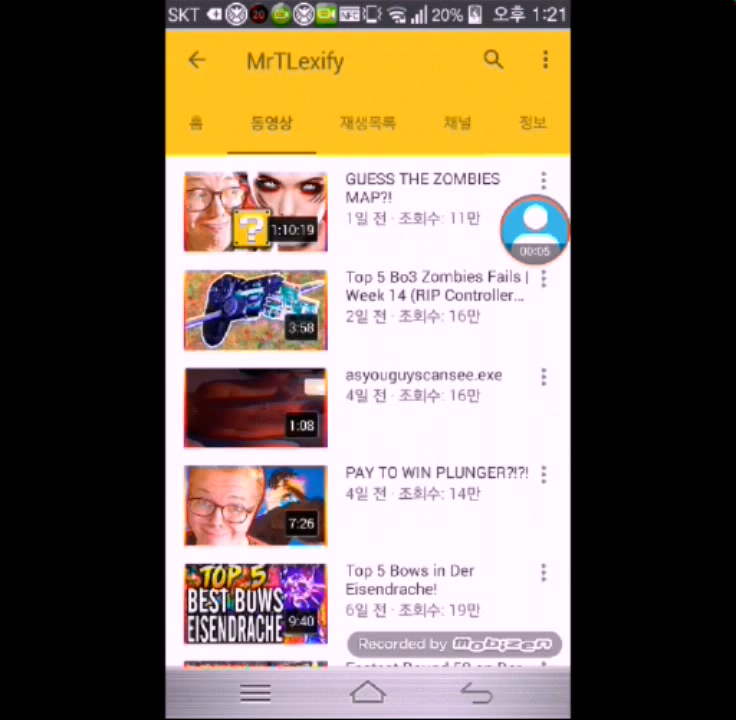 SKT 20 NFC 20% 오후 1:21
MrTLexify
홈 동영상 재생목록 채널 정보
GUESS THE ZOMBIES
MAP?!
1일 전 · 조회수: 11만
?
1:10:19
00:05
Top 5 Bo3 Zombies Fails |
Week 14 (RIP Controller...
2일 전 · 조회수: 16만
3:58
asyouguyscansee.exe
4일 전 · 조회수: 16만
1:08
PAY TO WIN PLUNGER?!?!
4일 전 · 조회수: 14만
7:26
Top 5 Bows in Der
Eisendrache!
6일 전 · 조회수: 19만
TOP 5
BEST BOWS
EISENDRACHE
9:40
Recorded by mobizen